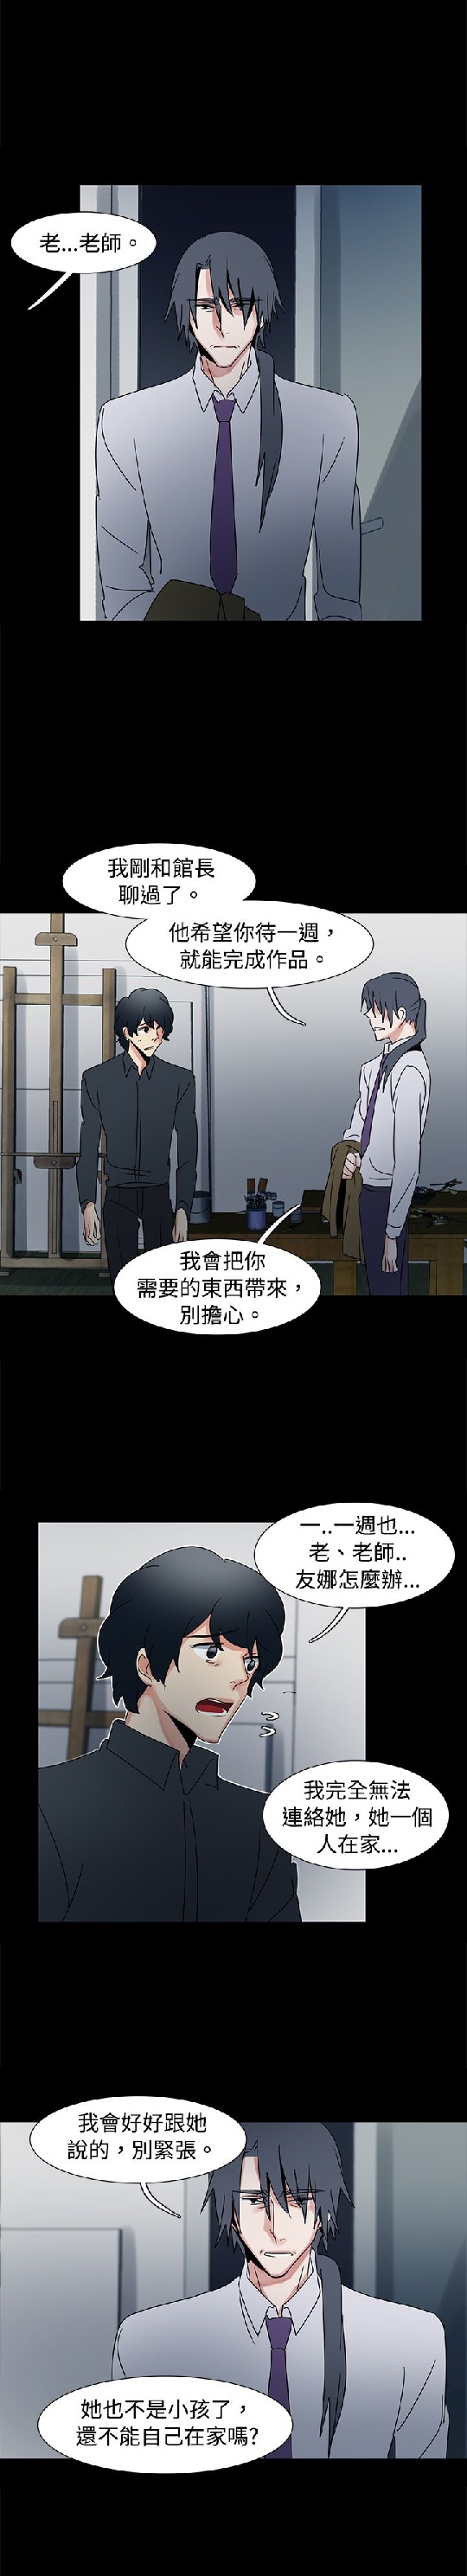 老...老師。
我剛和館長
聊過了。
他希望你待一週，
就能完成作品。
我會把你
需要的東西帶來，
別擔心。
一..一週也...
老、老師..
友娜怎麼辦...
我完全無法
連絡她，她一個
人在家...
我會好好跟她
說的，別緊張。
她也不是小孩了，
還不能自己在家嗎?